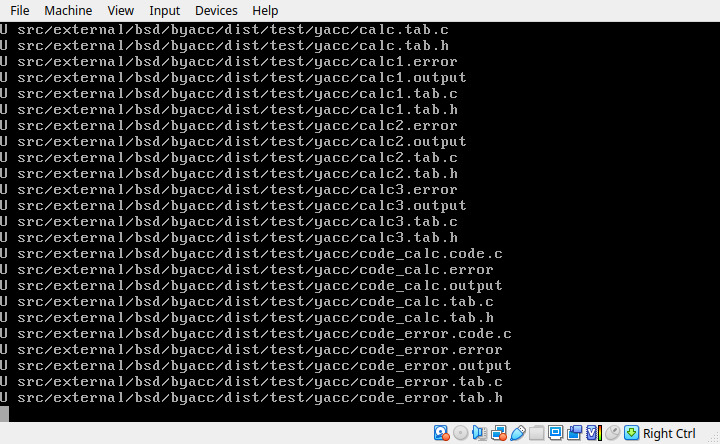 File Machine View Input Devices Help
U src/external/bsd/byacc/dist/test/yacc/calc.tab.c
U src/external/bsd/byacc/dist/test/yacc/calc.tab.h
U src/external/bsd/byacc/dist/test/yacc/calc1.error
U src/external/bsd/byacc/dist/test/yacc/calc1.output
U src/external/bsd/byacc/dist/test/yacc/calc1.tab.c
U src/external/bsd/byacc/dist/test/yacc/calc1.tab.h
U src/external/bsd/byacc/dist/test/yacc/calc2.error
U src/external/bsd/byacc/dist/test/yacc/calc2.output
U src/external/bsd/byacc/dist/test/yacc/calc2.tab.c
U src/external/bsd/byacc/dist/test/yacc/calc2.tab.h
U src/external/bsd/byacc/dist/test/yacc/calc3.error
U src/external/bsd/byacc/dist/test/yacc/calc3.output
U src/external/bsd/byacc/dist/test/yacc/calc3.tab.c
U src/external/bsd/byacc/dist/test/yacc/calc3.tab.h
U src/external/bsd/byacc/dist/test/yacc/code_calc.code.c
U src/external/bsd/byacc/dist/test/yacc/code_calc.error
U src/external/bsd/byacc/dist/test/yacc/code_calc.output
U src/external/bsd/byacc/dist/test/yacc/code_calc.tab.c
U src/external/bsd/byacc/dist/test/yacc/code_calc.tab.h
U src/external/bsd/byacc/dist/test/yacc/code_error.code.c
U src/external/bsd/byacc/dist/test/yacc/code_error.error
U src/external/bsd/byacc/dist/test/yacc/code_error.output
U src/external/bsd/byacc/dist/test/yacc/code_error.tab.c
U src/external/bsd/byacc/dist/test/yacc/code_error.tab.h
Right Ctrl